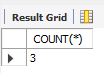 Result Grid
COUNT(*)
3